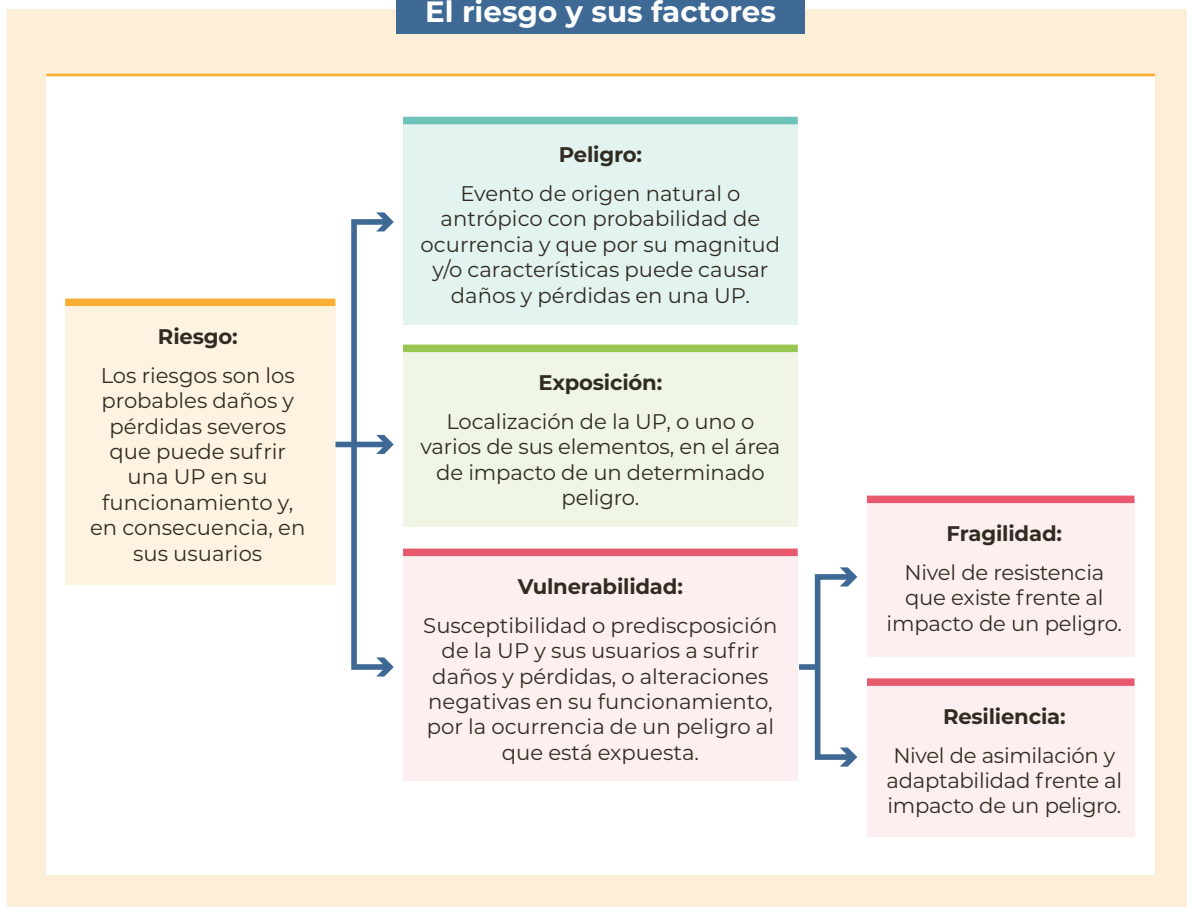 El riesgo y sus factores
Riesgo:
Los riesgos son los
probables daños y
pérdidas severos
que puede sufrir
una UP en su
funcionamiento y,
en consecuencia, en
sus usuarios
Peligro:
Evento de origen natural o
antrópico con probabilidad de
ocurrencia y que por su magnitud
y/o características puede causar
daños y pérdidas en una UP.
Exposición:
Localización de la UP, o uno o
varios de sus elementos, en el área
de impacto de un determinado
peligro.
Vulnerabilidad:
Susceptibilidad o prediscposición
de la UP y sus usuarios a sufrir
daños y pérdidas, o alteraciones
negativas en su funcionamiento,
por la ocurrencia de un peligro al
que está expuesta.
Fragilidad:
Nivel de resistencia
que existe frente al
impacto de un peligro.
Resiliencia:
Nivel de asimilación y
adaptabilidad frente al
impacto de un peligro.